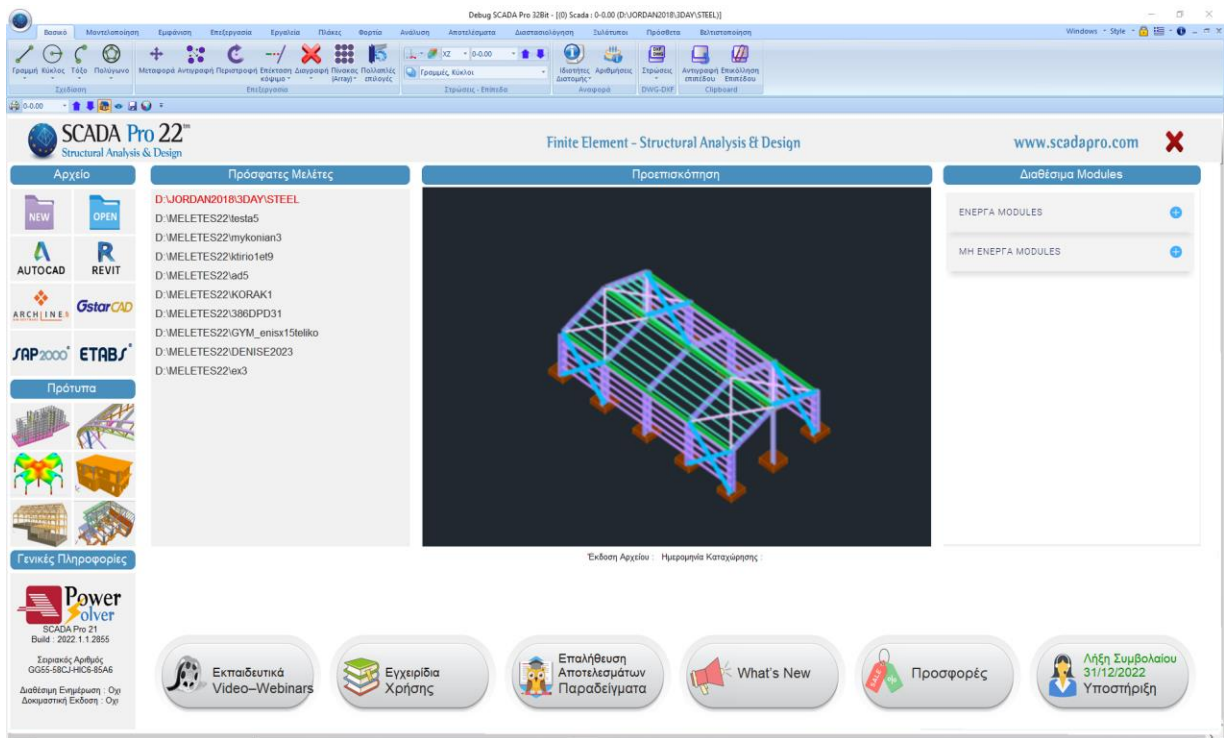 Debug SCADA Pro 32Bit - [(0) Scada : 0-0.00 (D:\JORDAN2018\3DAY\STEEL)]
Βασικό Μοντελοποίηση Εμφάνιση Επεξεργασία Εργαλεία Πλάκες Φορτία Ανάλυση Αποτελέσματα Διαστασιολόγηση Ξυλότυποι Πρόσθετα Βελτιστοποίηση Windows Style
Γραμμή Κύκλος Τόξο Πολύγωνο Μεταφορά Αντιγραφή Περιστροφή Επέκταση κόψιμο Διαγραφή Πίνακας (Array) Πολλαπλές επιλογές
XZ 0-0.00
Γραμμές, Κύκλοι
Ιδιότητες Διατομής Αριθμήσεις Στρώσεις Αντιγραφή επιπέδου Επικόλληση Επιπέδου
Σχεδίαση Επεξεργασία Στρώσεις - Επίπεδα Αναφορά DWG-DXF Clipboard
0-0.00
SCADA Pro 22™
Structural Analysis & Design
Finite Element - Structural Analysis & Design
www.scadapro.com
Αρχείο
NEW OPEN
AUTOCAD REVIT
ARCHLINE GstarCAD
SAP2000 ETABS
Πρότυπα
Γενικές Πληροφορίες
Power Solver
SCADA Pro 21
Build : 2022.1.1.2855
Σειριακός Αριθμός
GG55-58CJ-HIC6-85A6
Διαθέσιμη Ενημέρωση : Οχι
Δοκιμαστική Εκδοση : Οχι
Πρόσφατες Μελέτες
D:\JORDAN2018\3DAY\STEEL
D:\MELETES22\testa5
D:\MELETES22\mykonian3
D:\MELETES22\ktirio1et9
D:\MELETES22\ad5
D:\MELETES22\KORAK1
D:\MELETES22\386DPD31
D:\MELETES22\GYM_enisx15teliko
D:\MELETES22\DENISE2023
D:\MELETES22\ex3
Προεπισκόπηση
Έκδοση Αρχείου : Ημερομηνία Καταχώρησης :
Διαθέσιμα Modules
ΕΝΕΡΓΑ MODULES
ΜΗ ΕΝΕΡΓΑ MODULES
Εκπαιδευτικά
Video–Webinars
Εγχειρίδια
Χρήσης
Επαλήθευση
Αποτελεσμάτων
Παραδείγματα
What's New
SALE %
Προσφορές
Λήξη Συμβολαίου
31/12/2022
Υποστήριξη